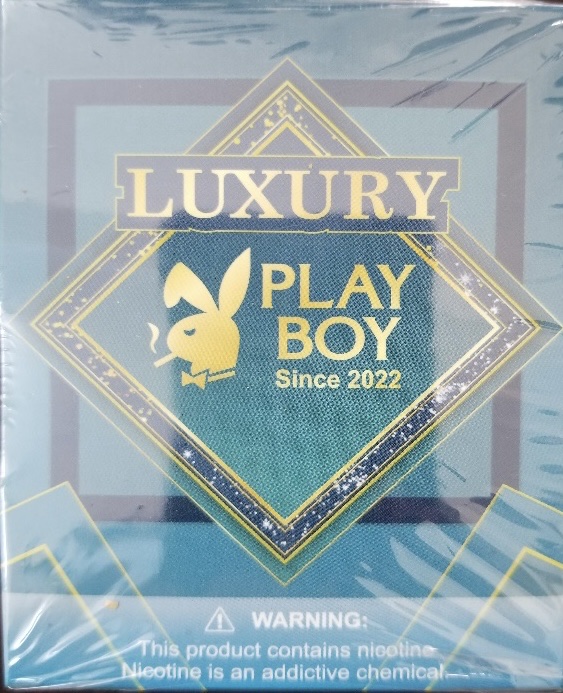 LUXURY
PLAY
BOY
Since 2022
WARNING:
This product contains nicotine
Nicotine is an addictive chemical.